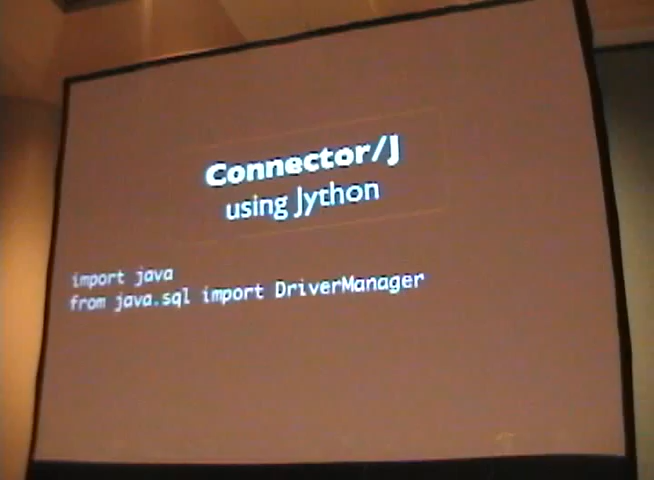 Connector/J
using Jython
import java
from java.sql import DriverManager